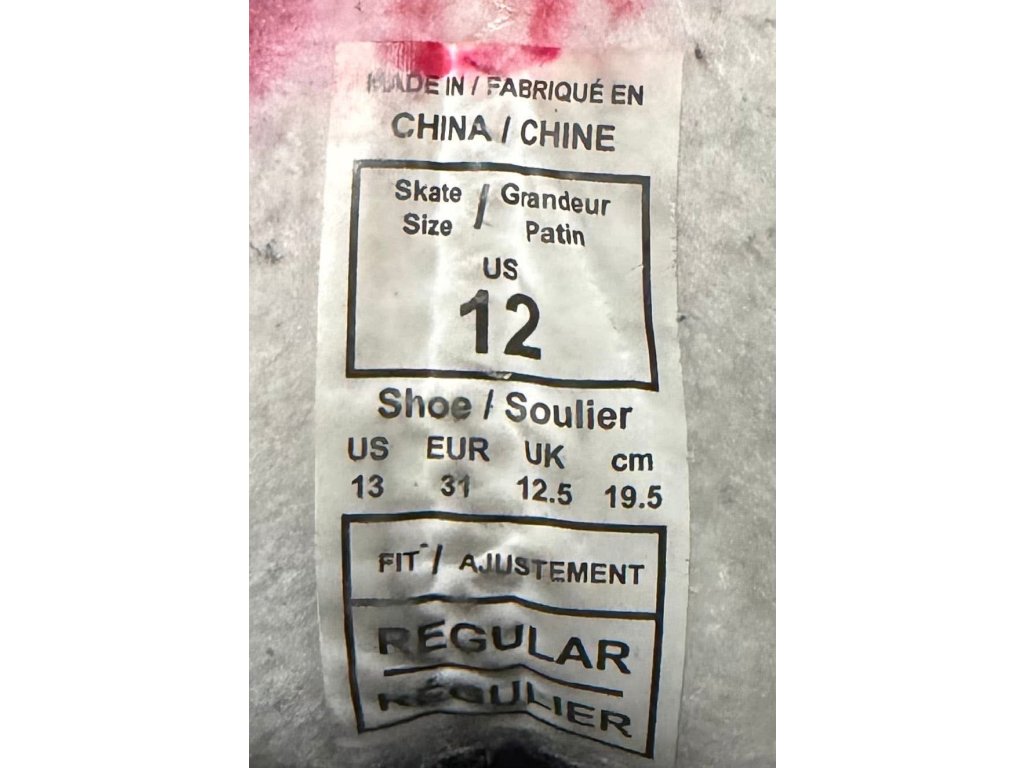 MADE IN / FABRIQUÉ EN
CHINA / CHINE
Skate / Grandeur
Size Patin
US
12
Shoe / Soulier
US EUR UK cm
13 31 12.5 19.5
FIT / AJUSTEMENT
REGULAR
RÉGULIER